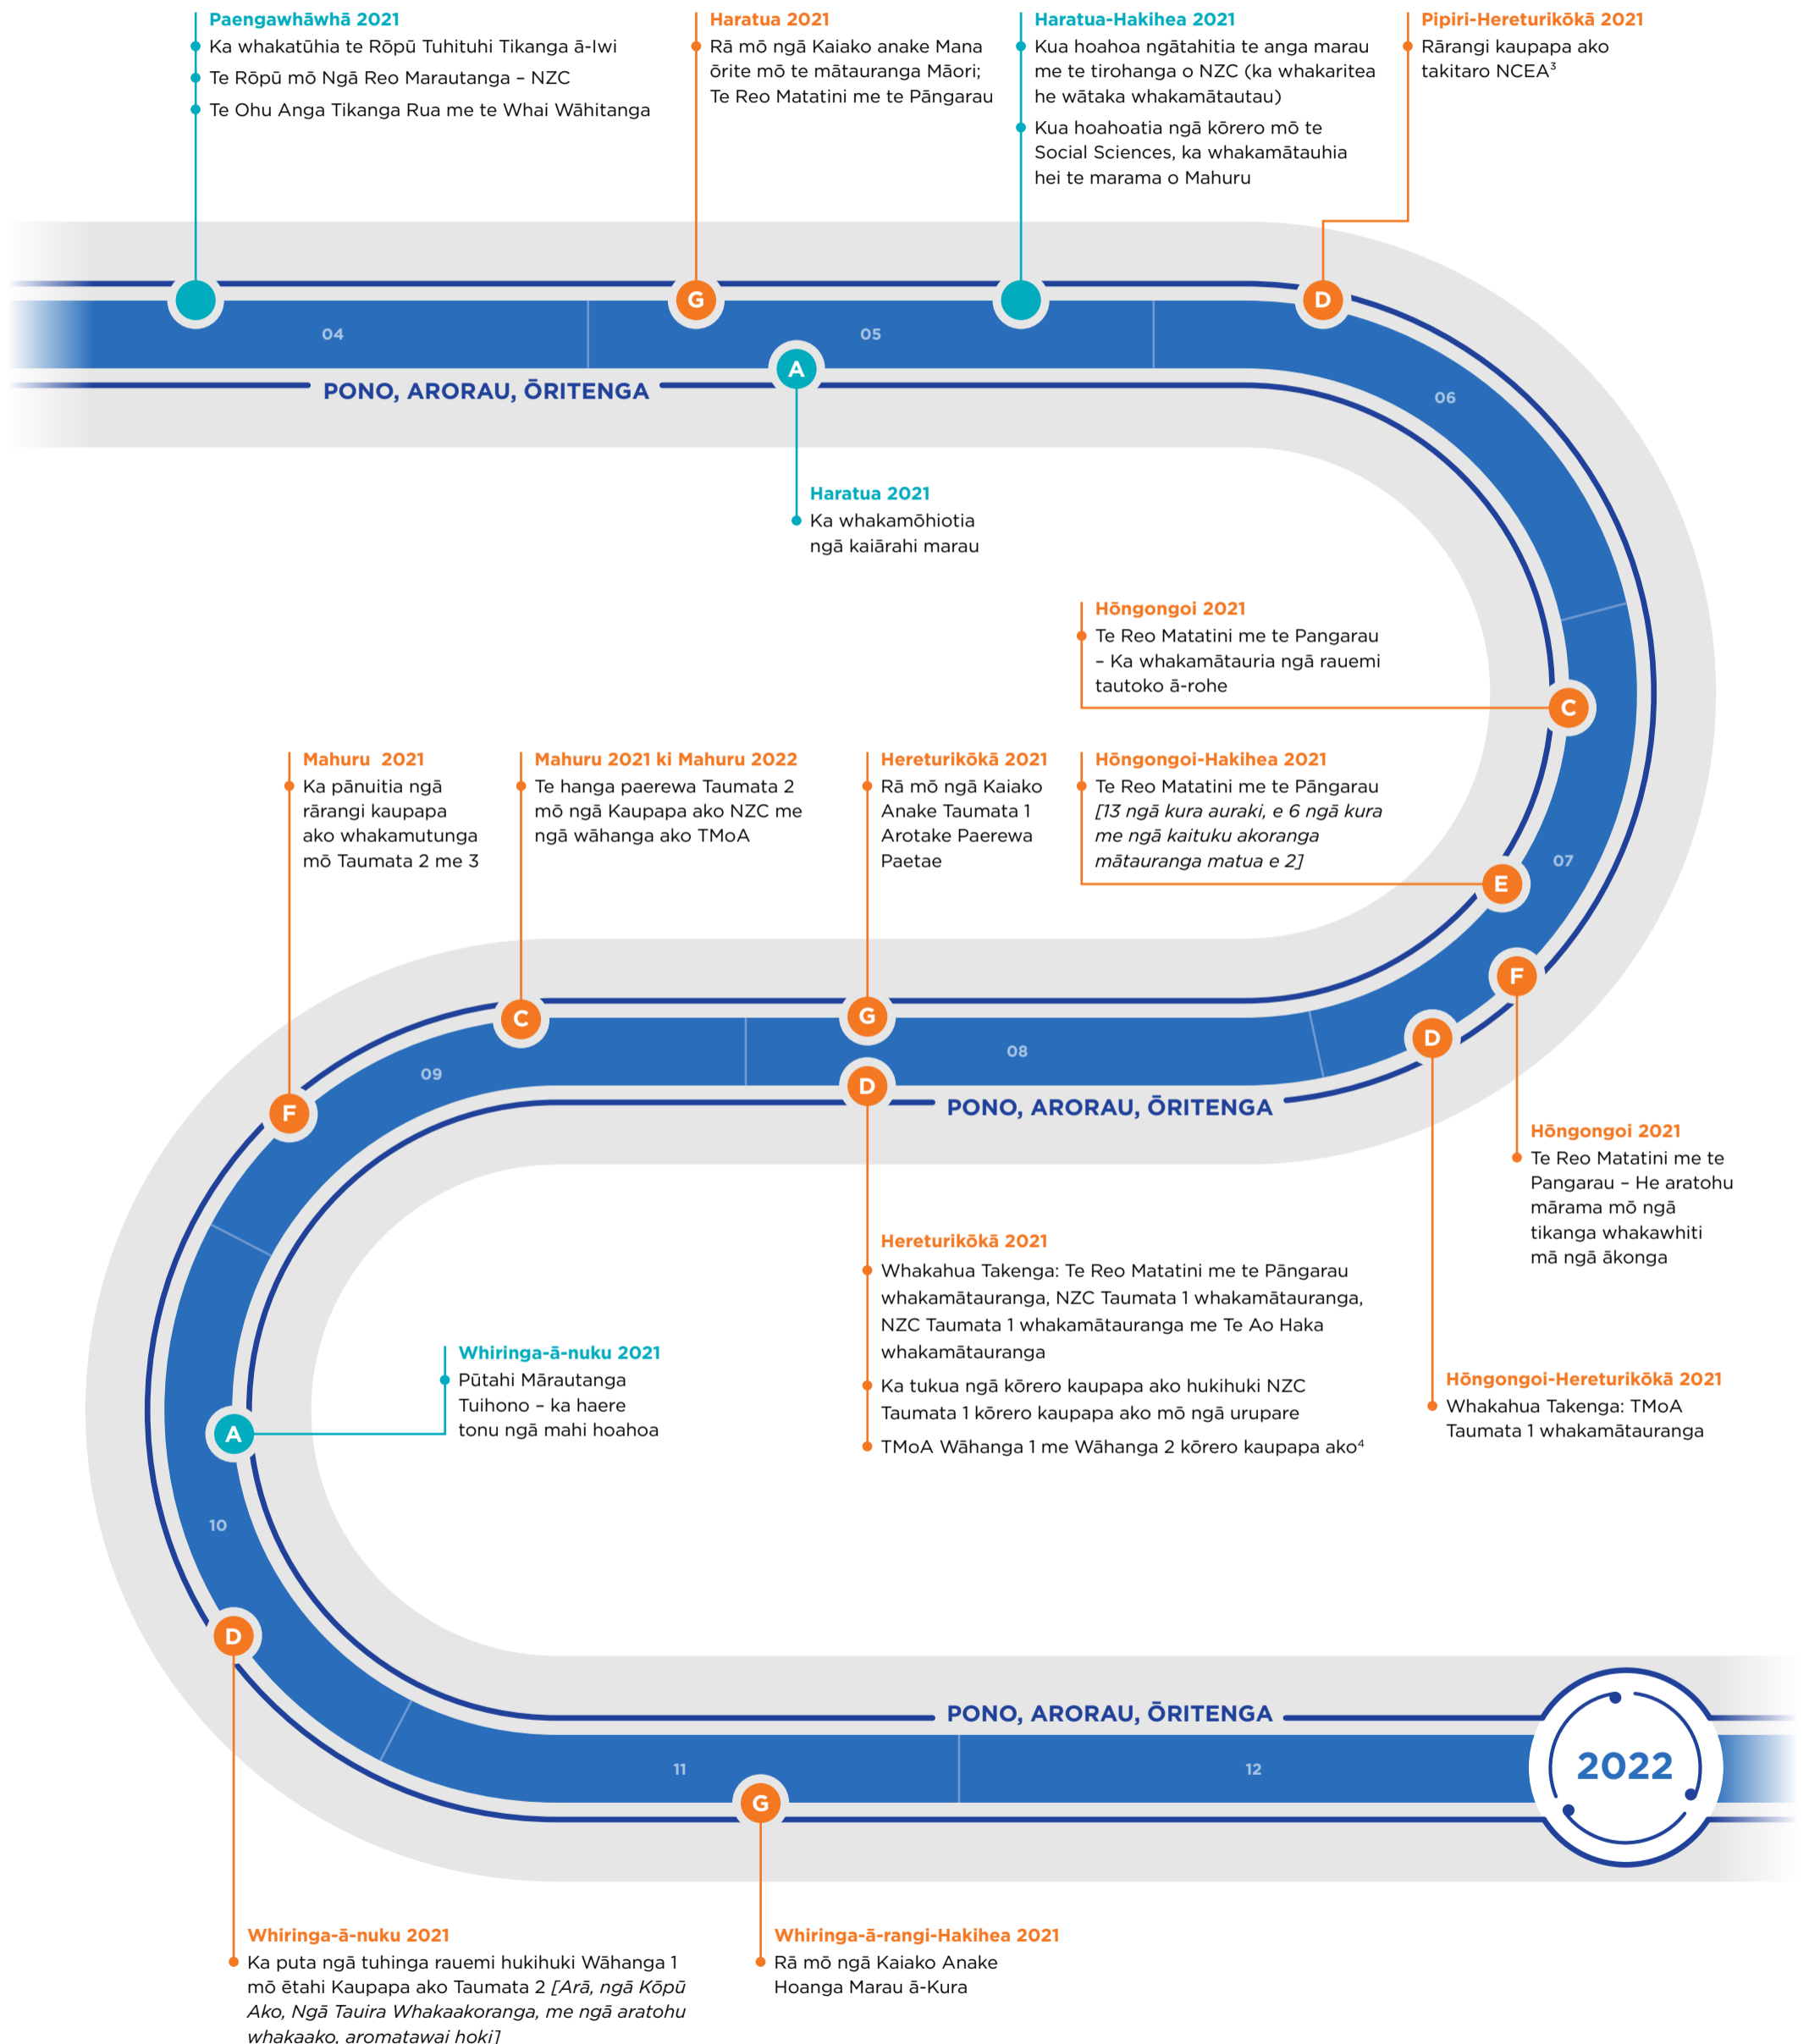 Paengawhāwhā 2021
Ka whakatūhia te Rōpū Tuhituhi Tikanga ā-Iwi
Te Rōpū mō Ngā Reo Marautanga – NZC
Te Ohu Anga Tikanga Rua me te Whai Wāhitanga
Haratua 2021
Rā mō ngā Kaiako anake Mana
ōrite mō te mātauranga Māori;
Te Reo Matatini me te Pāngarau
Haratua-Hakihea 2021
Kua hoahoa ngātahitia te anga marau
me te tirohanga o NZC (ka whakaritea
he wātaka whakamātautau)
Kua hoahoatia ngā kōrero mō te
Social Sciences, ka whakamātauhia
hei te marama o Mahuru
Pipiri-Hereturikōkā 2021
Rārangi kaupapa ako
takitaro NCEA³
G
D
04
05
A
PONO, ARORAU, ŌRITENGA
06
Haratua 2021
Ka whakamōhiotia
ngā kaiārahi marau
Hōngongoi 2021
Te Reo Matatini me te Pangarau
– Ka whakamātauria ngā rauemi
tautoko ā-rohe
C
Mahuru 2021
Ka pānuitia ngā
rārangi kaupapa
ako whakamutunga
mō Taumata 2 me 3
Mahuru 2021 ki Mahuru 2022
Te hanga paerewa Taumata 2
mō ngā Kaupapa ako NZC me
ngā wāhanga ako TMoA
Hereturikōkā 2021
Rā mō ngā Kaiako
Anake Taumata 1
Arotake Paerewa
Paetae
Hōngongoi-Hakihea 2021
Te Reo Matatini me te Pāngarau
[13 ngā kura auraki, e 6 ngā kura
me ngā kaituku akoranga
mātauranga matua e 2]
07
E
F
C
G
D
08
09
D
F
PONO, ARORAU, ŌRITENGA
Hōngongoi 2021
Te Reo Matatini me te
Pangarau – He aratohu
mārama mō ngā
tikanga whakawhiti
mā ngā ākonga
Hereturikōkā 2021
Whakahua Takenga: Te Reo Matatini me te Pāngarau
whakamātauranga, NZC Taumata 1 whakamātauranga,
NZC Taumata 1 whakamātauranga me Te Ao Haka
whakamātauranga
Ka tukua ngā kōrero kaupapa ako hukihuki NZC
Taumata 1 kōrero kaupapa ako mō ngā urupare
TMoA Wāhanga 1 me Wāhanga 2 kōrero kaupapa ako⁴
Whiringa-ā-nuku 2021
Pūtahi Mārautanga
Tuihono – ka haere
tonu ngā mahi hoahoa
Hōngongoi-Hereturikōkā 2021
Whakahua Takenga: TMoA
Taumata 1 whakamātauranga
A
10
D
PONO, ARORAU, ŌRITENGA
11
12
2022
G
Whiringa-ā-nuku 2021
Ka puta ngā tuhinga rauemi hukihuki Wāhanga 1
mō ētahi Kaupapa ako Taumata 2 [Arā, ngā Kōpū
Ako, Ngā Tauira Whakaakoranga, me ngā aratohu
whakaako, aromatawai hoki]
Whiringa-ā-rangi-Hakihea 2021
Rā mō ngā Kaiako Anake
Hoanga Marau ā-Kura